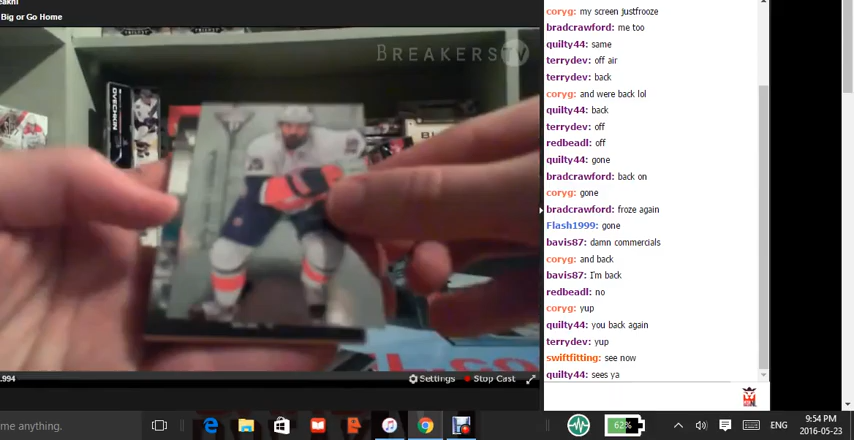 eakni
Big or Go Home
BREAKERSTV
OVECHKIN
.994
Settings
Stop Cast
coryg: my screen justfrooze
bradcrawford: me too
quilty44: same
terrydev: off air
terrydev: back
coryg: and were back lol
quilty44: back
terrydev: off
redbeadl: off
quilty44: gone
bradcrawford: back on
coryg: gone
bradcrawford: froze again
Flash1999: gone
bavis87: damn commercials
coryg: and back
bavis87: I'm back
redbeadl: no
coryg: yup
quilty44: you back again
terrydev: yup
swiftfitting: see now
quilty44: sees ya
me anything.
62%
ENG
9:54 PM
2016-05-23